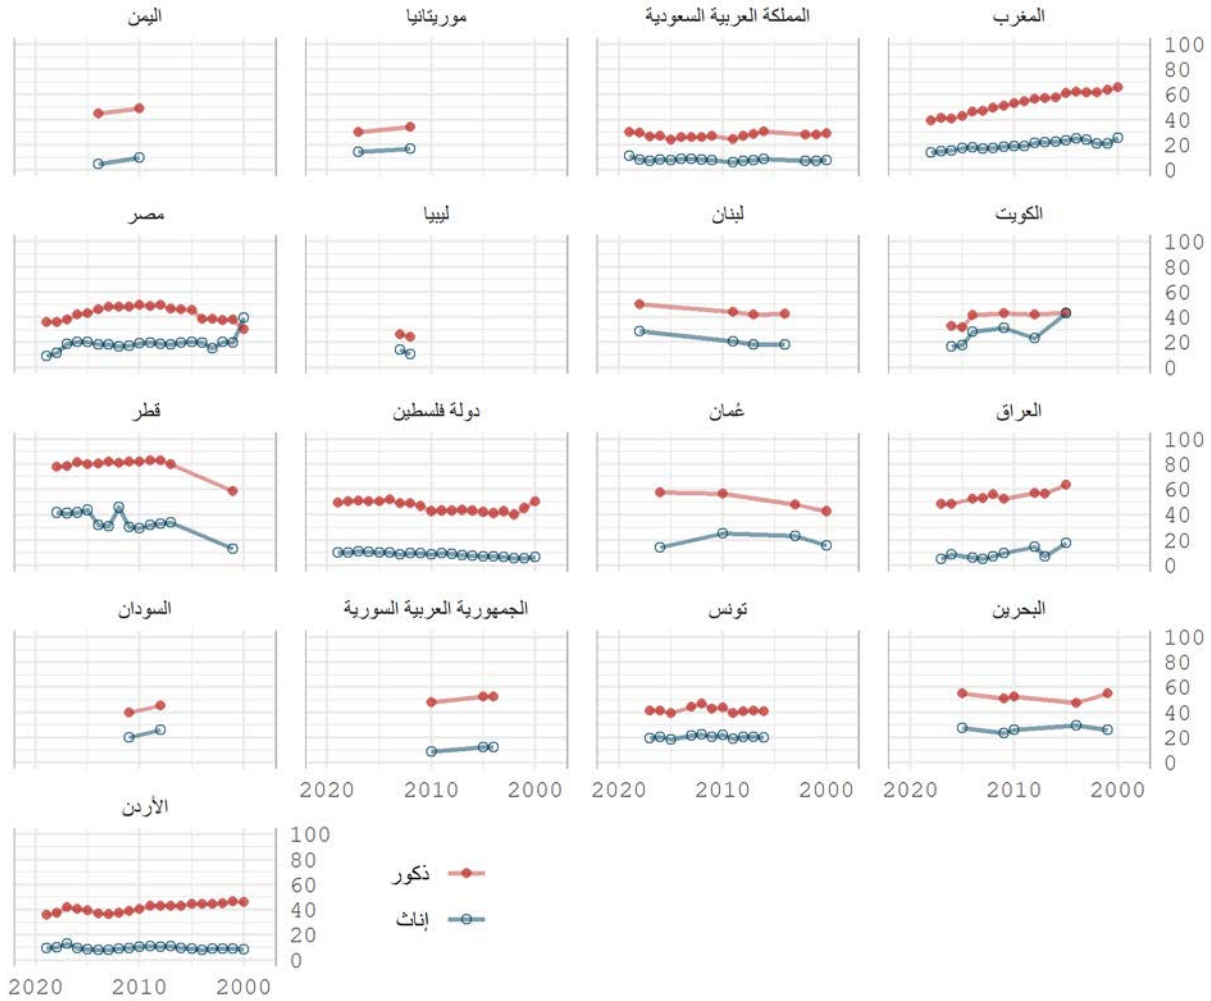 المغرب
المملكة العربية السعودية
موريتانيا
اليمن
100
80
60
40
20
0
الكويت
لبنان
ليبيا
مصر
100
80
60
40
20
0
العراق
عُمان
دولة فلسطين
قطر
100
80
60
40
20
0
البحرين
تونس
الجمهورية العربية السورية
السودان
100
80
60
40
20
0
2020 2010 2000
2020 2010 2000
2020 2010 2000
الأردن
100
80
60
40
20
0
2020 2010 2000
ذكور
إناث